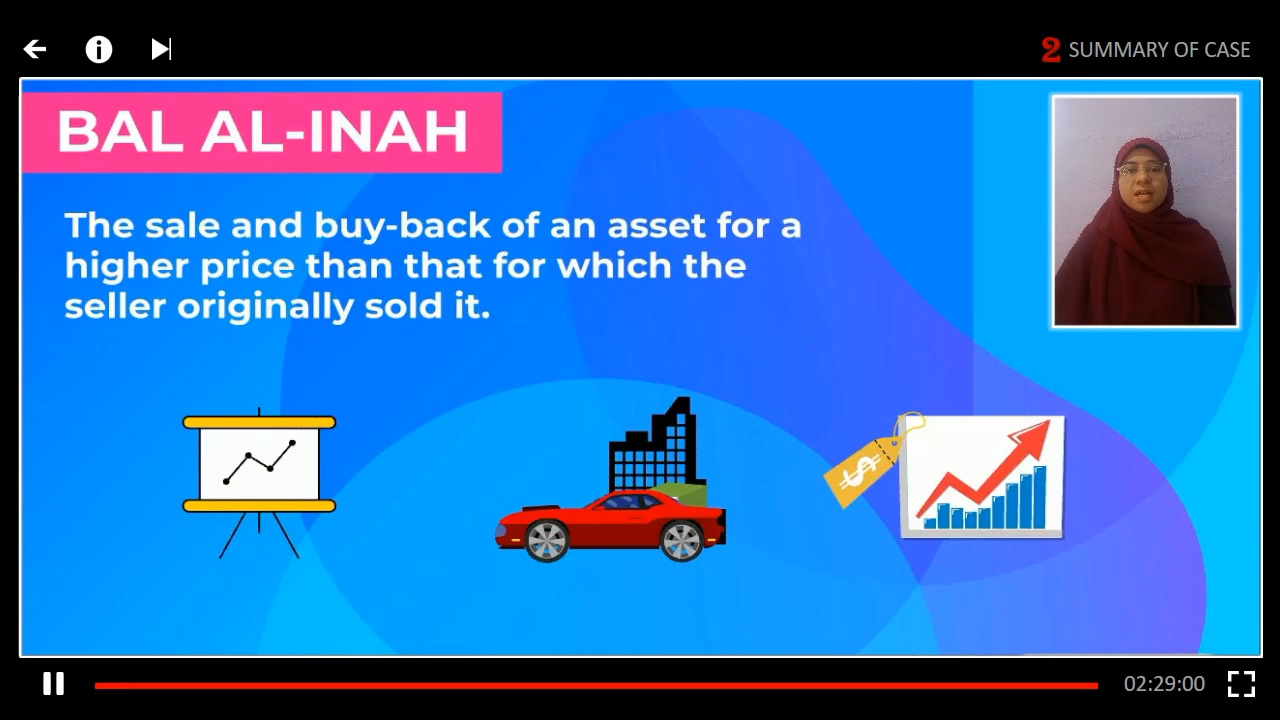 2 SUMMARY OF CASE
BAL AL-INAH
The sale and buy-back of an asset for a
higher price than that for which the
seller originally sold it.
$
02:29:00